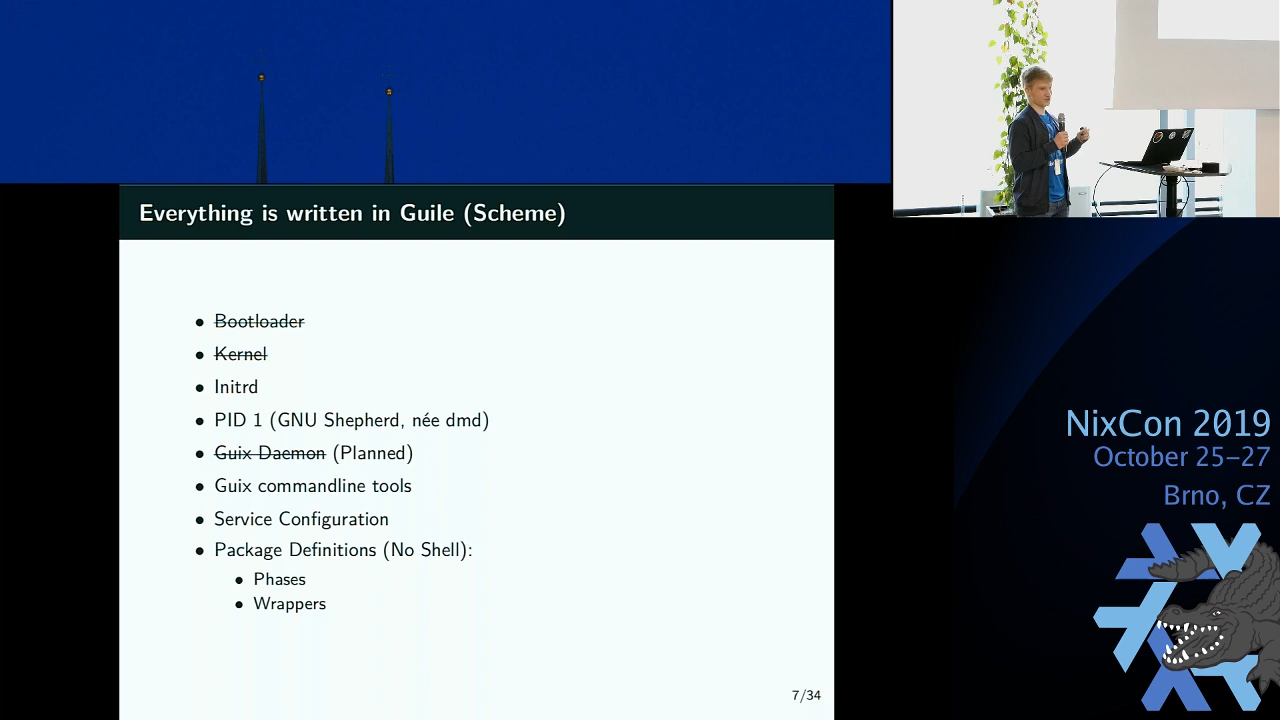 Everything is written in Guile (Scheme)
Bootloader
Kernel
Initrd
PID 1 (GNU Shepherd, née dmd)
Guix Daemon (Planned)
Guix commandline tools
Service Configuration
Package Definitions (No Shell):
Phases
Wrappers
7/34
NixCon 2019
October 25–27
Brno, CZ